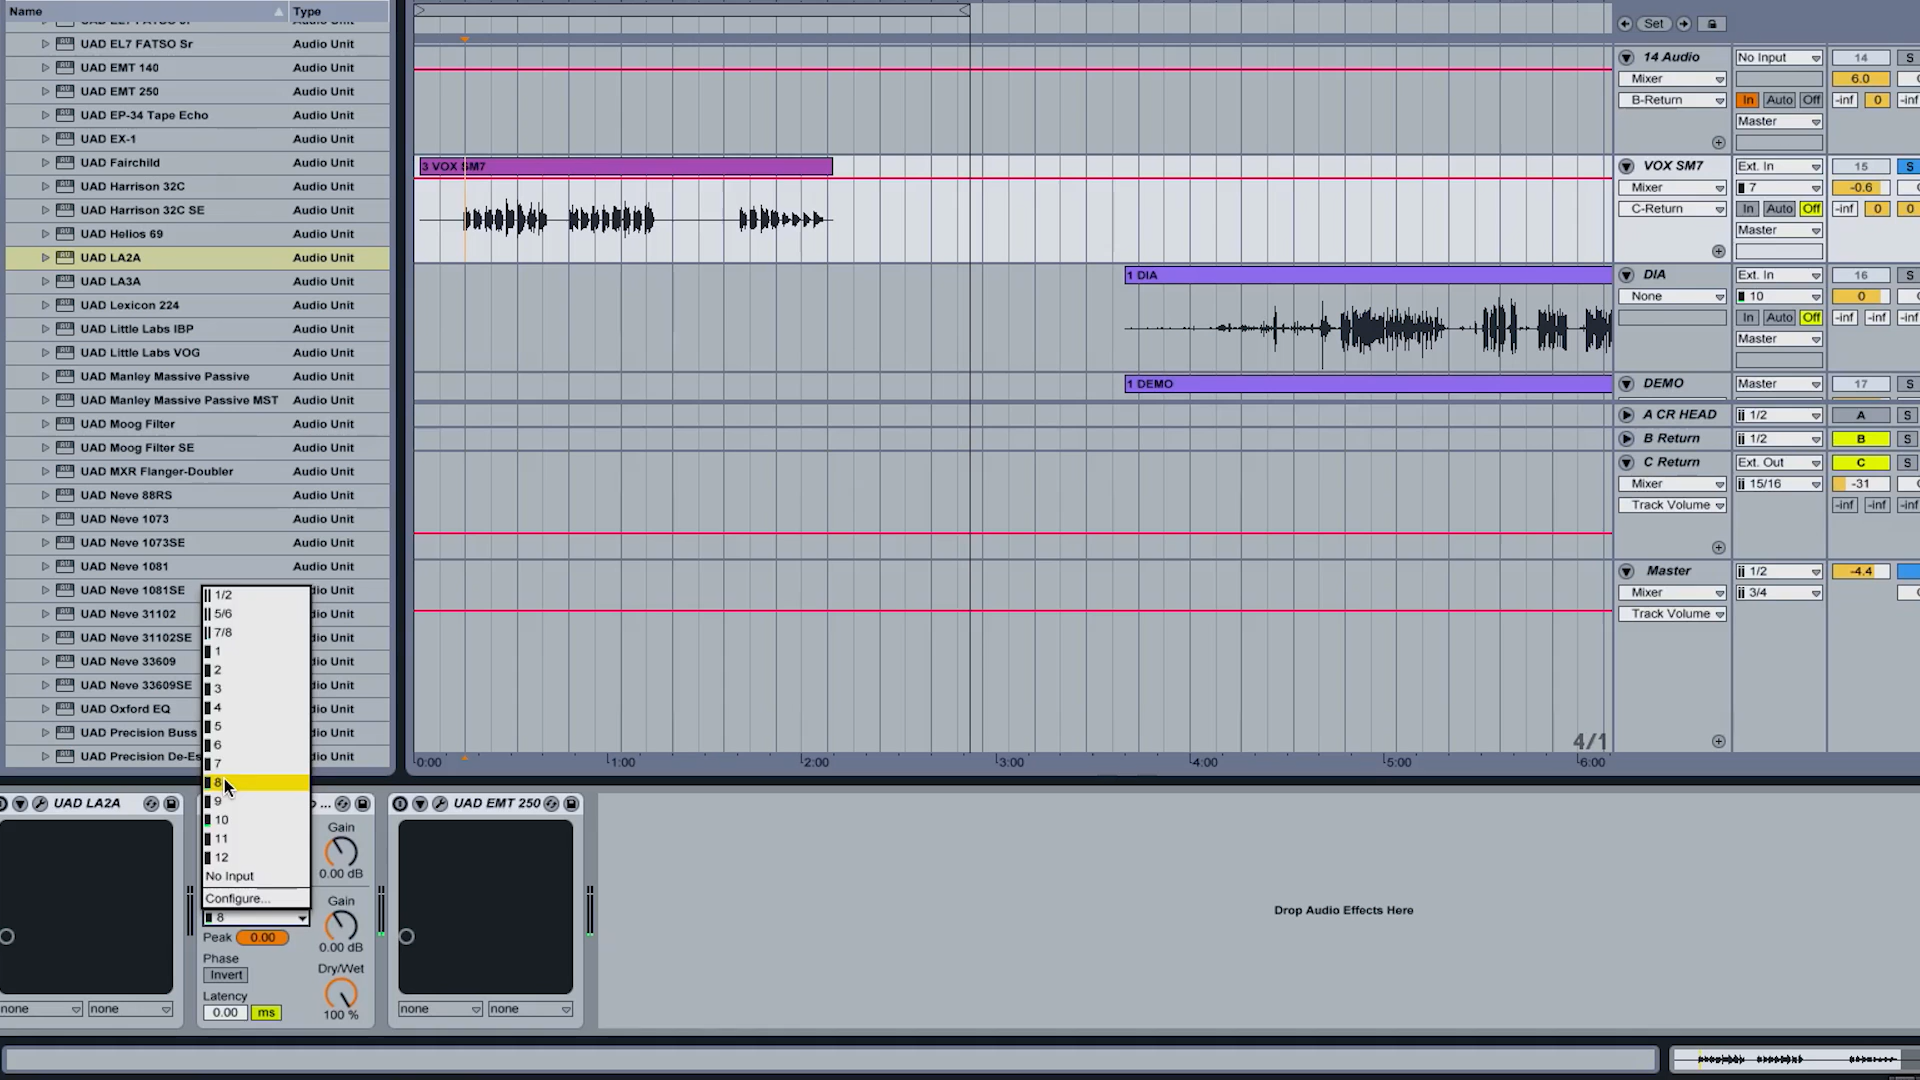 Name
Type
UAD EL7 FATSO Sr
Audio Unit
UAD EMT 140
Audio Unit
UAD EMT 250
Audio Unit
UAD EP-34 Tape Echo
Audio Unit
UAD EX-1
Audio Unit
UAD Fairchild
Audio Unit
UAD Harrison 32C
Audio Unit
UAD Harrison 32C SE
Audio Unit
UAD Helios 69
Audio Unit
UAD LA2A
Audio Unit
UAD LA3A
Audio Unit
UAD Lexicon 224
Audio Unit
UAD Little Labs IBP
Audio Unit
UAD Little Labs VOG
Audio Unit
UAD Manley Massive Passive
Audio Unit
UAD Manley Massive Passive MST
Audio Unit
UAD Moog Filter
Audio Unit
UAD Moog Filter SE
Audio Unit
UAD MXR Flanger-Doubler
Audio Unit
UAD Neve 88RS
Audio Unit
UAD Neve 1073
Audio Unit
UAD Neve 1073SE
Audio Unit
UAD Neve 1081
Audio Unit
UAD Neve 1081SE
dio Unit
UAD Neve 31102
dio Unit
UAD Neve 31102SE
dio Unit
UAD Neve 33609
dio Unit
UAD Neve 33609SE
dio Unit
UAD Oxford EQ
dio Unit
UAD Precision Buss
dio Unit
UAD Precision De-Es
dio Unit
1/2
5/6
7/8
1
2
3
4
5
6
7
8
9
10
11
12
No Input
Configure...
8
3 VOX SM7
1 DIA
1 DEMO
4/1
0:00
1:00
2:00
3:00
4:00
5:00
6:00
Set
14 Audio
No Input
14
S
Mixer
6.0
B-Return
In
Auto
Off
-inf
0
-inf
Master
VOX SM7
Ext. In
15
S
Mixer
7
-0.6
C-Return
In
Auto
Off
-inf
0
0
Master
DIA
Ext. In
16
S
None
10
0
In
Auto
Off
-inf
-inf
-inf
Master
DEMO
Master
17
S
A CR HEAD
1/2
A
S
B Return
1/2
B
S
C Return
Ext. Out
C
S
Mixer
15/16
-31
Track Volume
-inf
-inf
-inf
Master
1/2
-4.4
Mixer
3/4
Track Volume
UAD LA2A
none
none
...
Gain
0.00 dB
Gain
0.00 dB
Peak
0.00
Phase
Invert
Latency
0.00
ms
Dry/Wet
100 %
UAD EMT 250
none
none
Drop Audio Effects Here